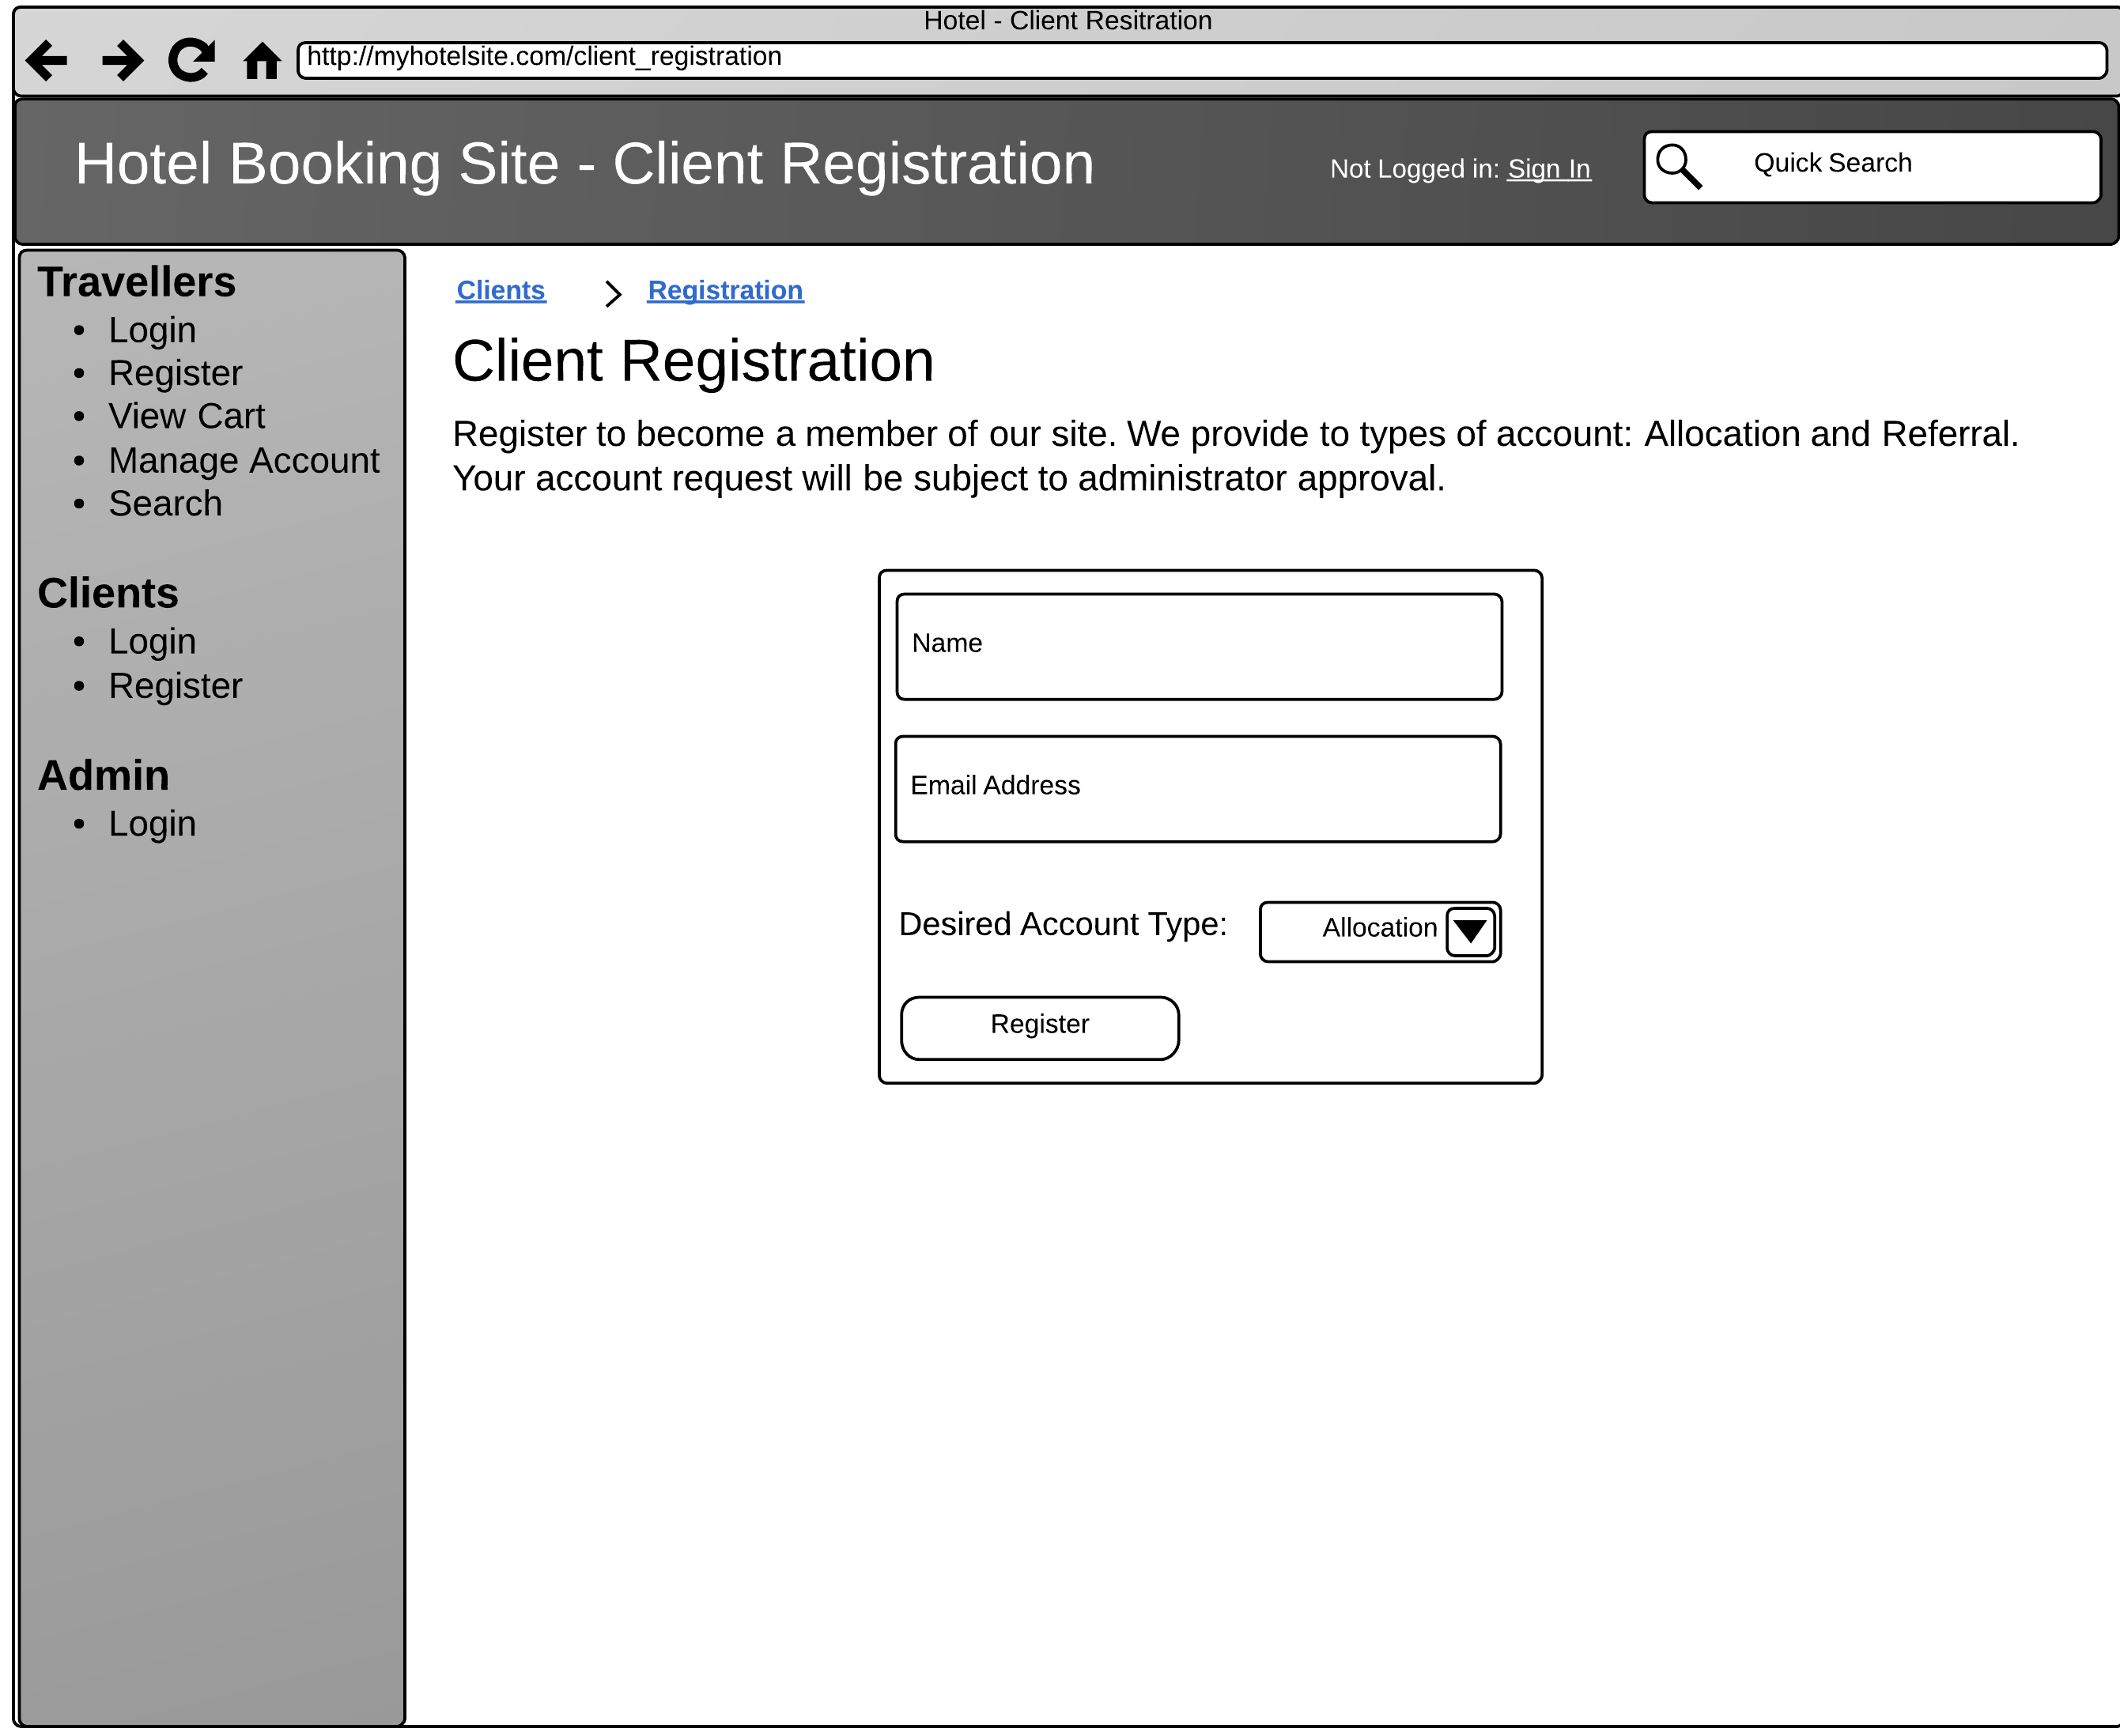 Hotel - Client Resitration
http://myhotelsite.com/client_registration
Hotel Booking Site - Client Registration
Not Logged in: Sign In
Quick Search
Travellers
• Login
• Register
• View Cart
• Manage Account
• Search
Clients
• Login
• Register
Admin
• Login
Clients > Registration
Client Registration
Register to become a member of our site. We provide to types of account: Allocation and Referral.
Your account request will be subject to administrator approval.
Name
Email Address
Desired Account Type: Allocation
Register